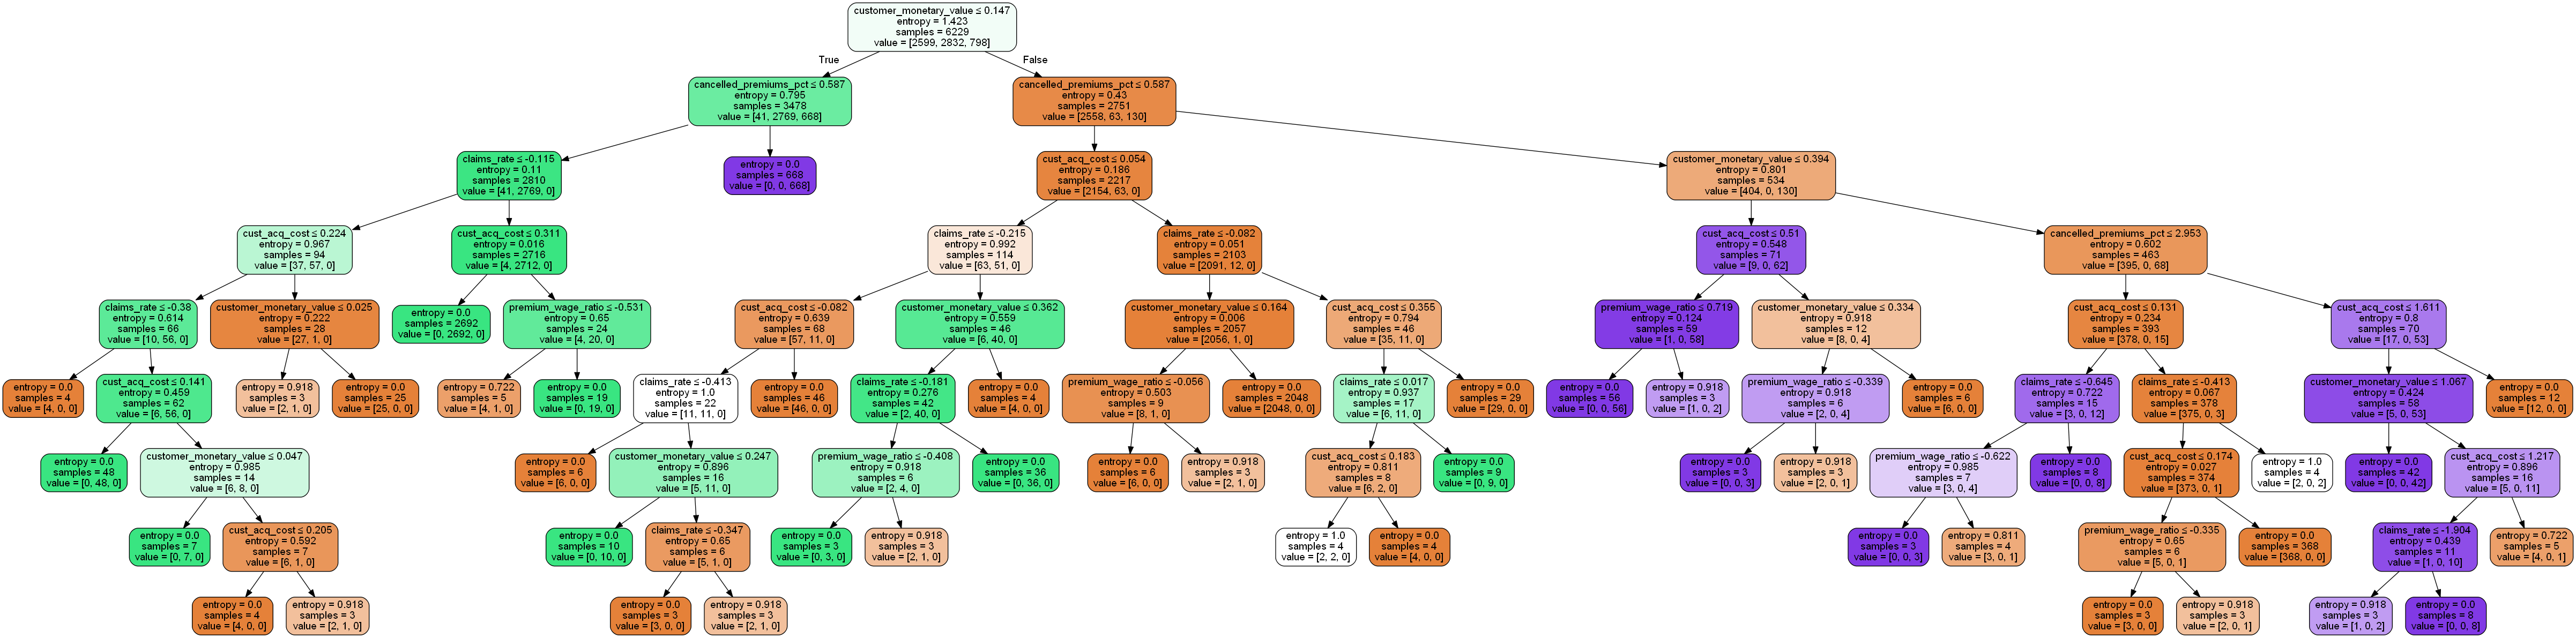 customer_monetary_value ≤ 0.147
entropy = 1.423
samples = 6229
value = [2599, 2832, 798]
True
False
cancelled_premiums_pct ≤ 0.587
entropy = 0.795
samples = 3478
value = [41, 2769, 668]
cancelled_premiums_pct ≤ 0.587
entropy = 0.43
samples = 2751
value = [2558, 63, 130]
claims_rate ≤ -0.115
entropy = 0.11
samples = 2810
value = [41, 2769, 0]
entropy = 0.0
samples = 668
value = [0, 0, 668]
cust_acq_cost ≤ 0.054
entropy = 0.186
samples = 2217
value = [2154, 63, 0]
customer_monetary_value ≤ 0.394
entropy = 0.801
samples = 534
value = [404, 0, 130]
cust_acq_cost ≤ 0.224
entropy = 0.967
samples = 94
value = [37, 57, 0]
cust_acq_cost ≤ 0.311
entropy = 0.016
samples = 2716
value = [4, 2712, 0]
claims_rate ≤ -0.215
entropy = 0.992
samples = 114
value = [63, 51, 0]
claims_rate ≤ -0.082
entropy = 0.051
samples = 2103
value = [2091, 12, 0]
cust_acq_cost ≤ 0.51
entropy = 0.548
samples = 71
value = [9, 0, 62]
cancelled_premiums_pct ≤ 2.953
entropy = 0.602
samples = 463
value = [395, 0, 68]
claims_rate ≤ -0.38
entropy = 0.614
samples = 66
value = [10, 56, 0]
customer_monetary_value ≤ 0.025
entropy = 0.222
samples = 28
value = [27, 1, 0]
entropy = 0.0
samples = 2692
value = [0, 2692, 0]
premium_wage_ratio ≤ -0.531
entropy = 0.65
samples = 24
value = [4, 20, 0]
cust_acq_cost ≤ -0.082
entropy = 0.639
samples = 68
value = [57, 11, 0]
customer_monetary_value ≤ 0.362
entropy = 0.559
samples = 46
value = [6, 40, 0]
customer_monetary_value ≤ 0.164
entropy = 0.006
samples = 2057
value = [2056, 1, 0]
cust_acq_cost ≤ 0.355
entropy = 0.794
samples = 46
value = [35, 11, 0]
premium_wage_ratio ≤ 0.719
entropy = 0.124
samples = 59
value = [1, 0, 58]
customer_monetary_value ≤ 0.334
entropy = 0.918
samples = 12
value = [8, 0, 4]
cust_acq_cost ≤ 0.131
entropy = 0.234
samples = 393
value = [378, 0, 15]
cust_acq_cost ≤ 1.611
entropy = 0.8
samples = 70
value = [17, 0, 53]
entropy = 0.0
samples = 4
value = [4, 0, 0]
cust_acq_cost ≤ 0.141
entropy = 0.459
samples = 62
value = [6, 56, 0]
entropy = 0.918
samples = 3
value = [2, 1, 0]
entropy = 0.0
samples = 25
value = [25, 0, 0]
entropy = 0.722
samples = 5
value = [4, 1, 0]
entropy = 0.0
samples = 19
value = [0, 19, 0]
claims_rate ≤ -0.413
entropy = 1.0
samples = 22
value = [11, 11, 0]
entropy = 0.0
samples = 46
value = [46, 0, 0]
claims_rate ≤ -0.181
entropy = 0.276
samples = 42
value = [2, 40, 0]
entropy = 0.0
samples = 4
value = [4, 0, 0]
premium_wage_ratio ≤ -0.056
entropy = 0.503
samples = 9
value = [8, 1, 0]
entropy = 0.0
samples = 2048
value = [2048, 0, 0]
claims_rate ≤ 0.017
entropy = 0.937
samples = 17
value = [6, 11, 0]
entropy = 0.0
samples = 29
value = [29, 0, 0]
entropy = 0.0
samples = 56
value = [0, 0, 56]
entropy = 0.918
samples = 3
value = [1, 0, 2]
premium_wage_ratio ≤ -0.339
entropy = 0.918
samples = 6
value = [2, 0, 4]
entropy = 0.0
samples = 6
value = [6, 0, 0]
claims_rate ≤ -0.645
entropy = 0.722
samples = 15
value = [3, 0, 12]
claims_rate ≤ -0.413
entropy = 0.067
samples = 378
value = [375, 0, 3]
customer_monetary_value ≤ 1.067
entropy = 0.424
samples = 58
value = [5, 0, 53]
entropy = 0.0
samples = 12
value = [12, 0, 0]
entropy = 0.0
samples = 48
value = [0, 48, 0]
customer_monetary_value ≤ 0.047
entropy = 0.985
samples = 14
value = [6, 8, 0]
entropy = 0.0
samples = 6
value = [6, 0, 0]
customer_monetary_value ≤ 0.247
entropy = 0.896
samples = 16
value = [5, 11, 0]
premium_wage_ratio ≤ -0.408
entropy = 0.918
samples = 6
value = [2, 4, 0]
entropy = 0.0
samples = 36
value = [0, 36, 0]
entropy = 0.0
samples = 6
value = [6, 0, 0]
entropy = 0.918
samples = 3
value = [2, 1, 0]
cust_acq_cost ≤ 0.183
entropy = 0.811
samples = 8
value = [6, 2, 0]
entropy = 0.0
samples = 9
value = [0, 9, 0]
entropy = 0.0
samples = 3
value = [0, 0, 3]
entropy = 0.918
samples = 3
value = [2, 0, 1]
premium_wage_ratio ≤ -0.622
entropy = 0.985
samples = 7
value = [3, 0, 4]
entropy = 0.0
samples = 8
value = [0, 0, 8]
cust_acq_cost ≤ 0.174
entropy = 0.027
samples = 374
value = [373, 0, 1]
entropy = 1.0
samples = 4
value = [2, 0, 2]
entropy = 0.0
samples = 42
value = [0, 0, 42]
cust_acq_cost ≤ 1.217
entropy = 0.896
samples = 16
value = [5, 0, 11]
entropy = 0.0
samples = 7
value = [0, 7, 0]
cust_acq_cost ≤ 0.205
entropy = 0.592
samples = 7
value = [6, 1, 0]
entropy = 0.0
samples = 10
value = [0, 10, 0]
claims_rate ≤ -0.347
entropy = 0.65
samples = 6
value = [5, 1, 0]
entropy = 0.0
samples = 3
value = [0, 3, 0]
entropy = 0.918
samples = 3
value = [2, 1, 0]
entropy = 1.0
samples = 4
value = [2, 2, 0]
entropy = 0.0
samples = 4
value = [4, 0, 0]
entropy = 0.0
samples = 3
value = [0, 0, 3]
entropy = 0.811
samples = 4
value = [3, 0, 1]
premium_wage_ratio ≤ -0.335
entropy = 0.65
samples = 6
value = [5, 0, 1]
entropy = 0.0
samples = 368
value = [368, 0, 0]
claims_rate ≤ -1.904
entropy = 0.439
samples = 11
value = [1, 0, 10]
entropy = 0.722
samples = 5
value = [4, 0, 1]
entropy = 0.0
samples = 4
value = [4, 0, 0]
entropy = 0.918
samples = 3
value = [2, 1, 0]
entropy = 0.0
samples = 3
value = [3, 0, 0]
entropy = 0.918
samples = 3
value = [2, 1, 0]
entropy = 0.0
samples = 3
value = [3, 0, 0]
entropy = 0.918
samples = 3
value = [2, 0, 1]
entropy = 0.918
samples = 3
value = [1, 0, 2]
entropy = 0.0
samples = 8
value = [0, 0, 8]